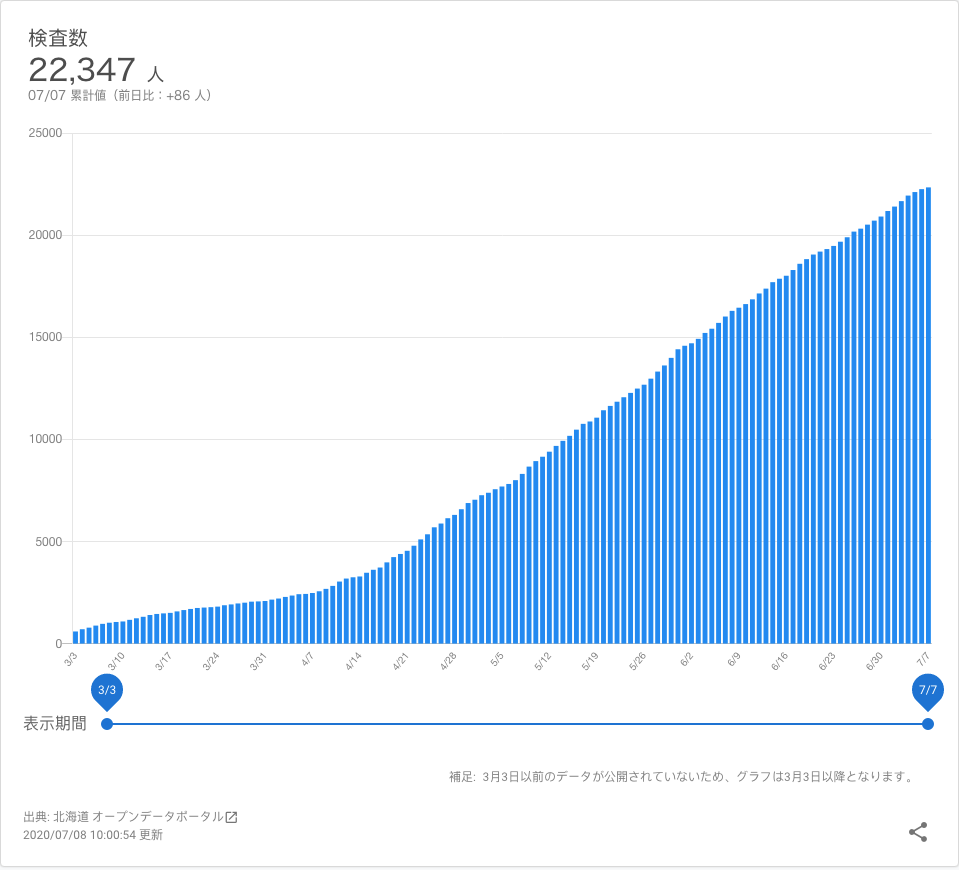 検査数
22,347 人
07/07 累計値（前日比：+86 人）
25000
20000
15000
10000
5000
0
3/3 3/10 3/17 3/24 3/31 4/7 4/14 4/21 4/28 5/5 5/12 5/19 5/26 6/2 6/9 6/16 6/23 6/30 7/7
3/3 7/7
表示期間
補足: 3月3日以前のデータが公開されていないため、グラフは3月3日以降となります。
出典: 北海道 オープンデータポータル
2020/07/08 10:00:54 更新